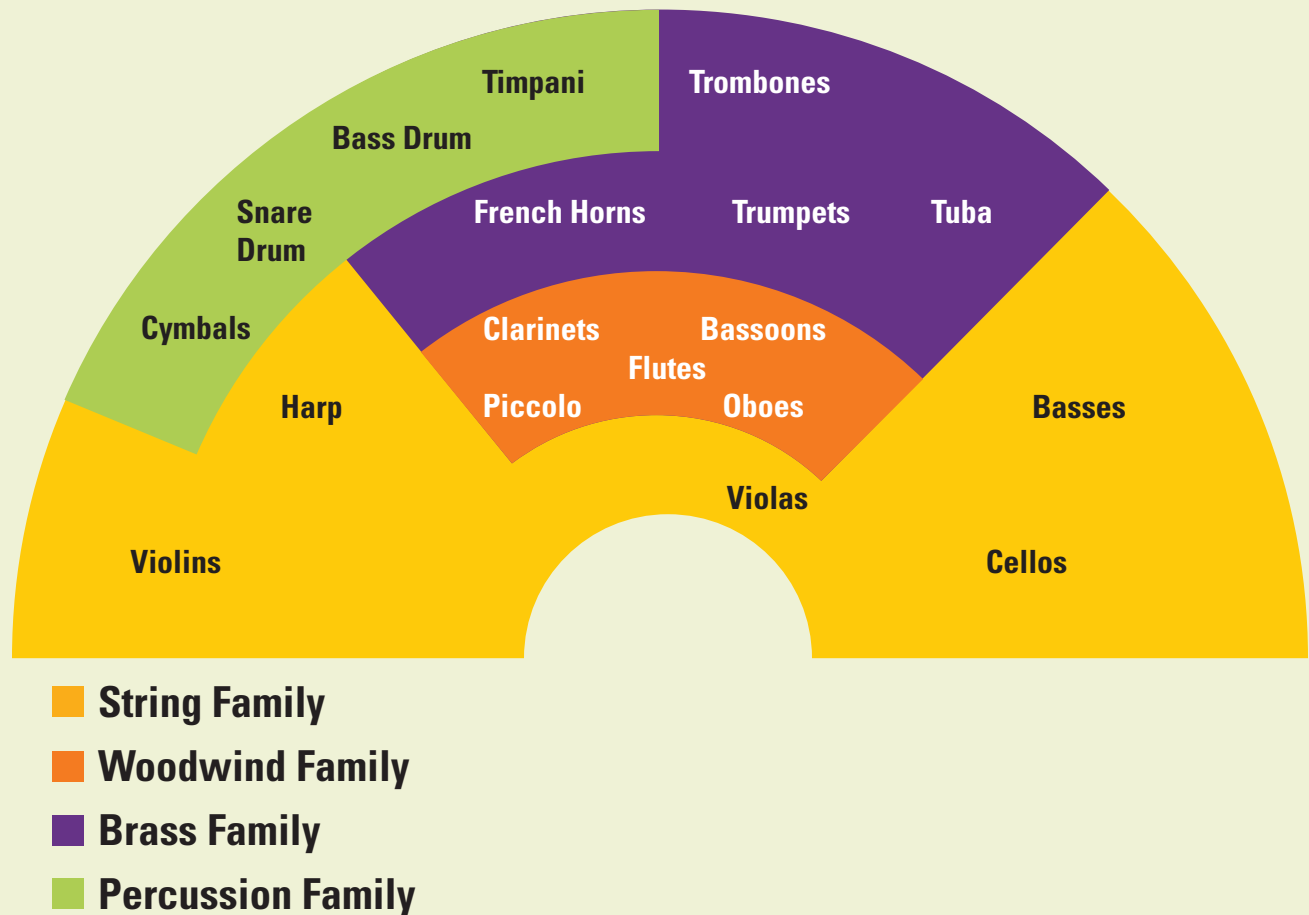 Timpani Trombones
Bass Drum
Snare
Drum
French Horns Trumpets Tuba
Cymbals Clarinets Bassoons
Flutes
Harp Piccolo Oboes Basses
Violas
Violins Cellos
String Family
Woodwind Family
Brass Family
Percussion Family